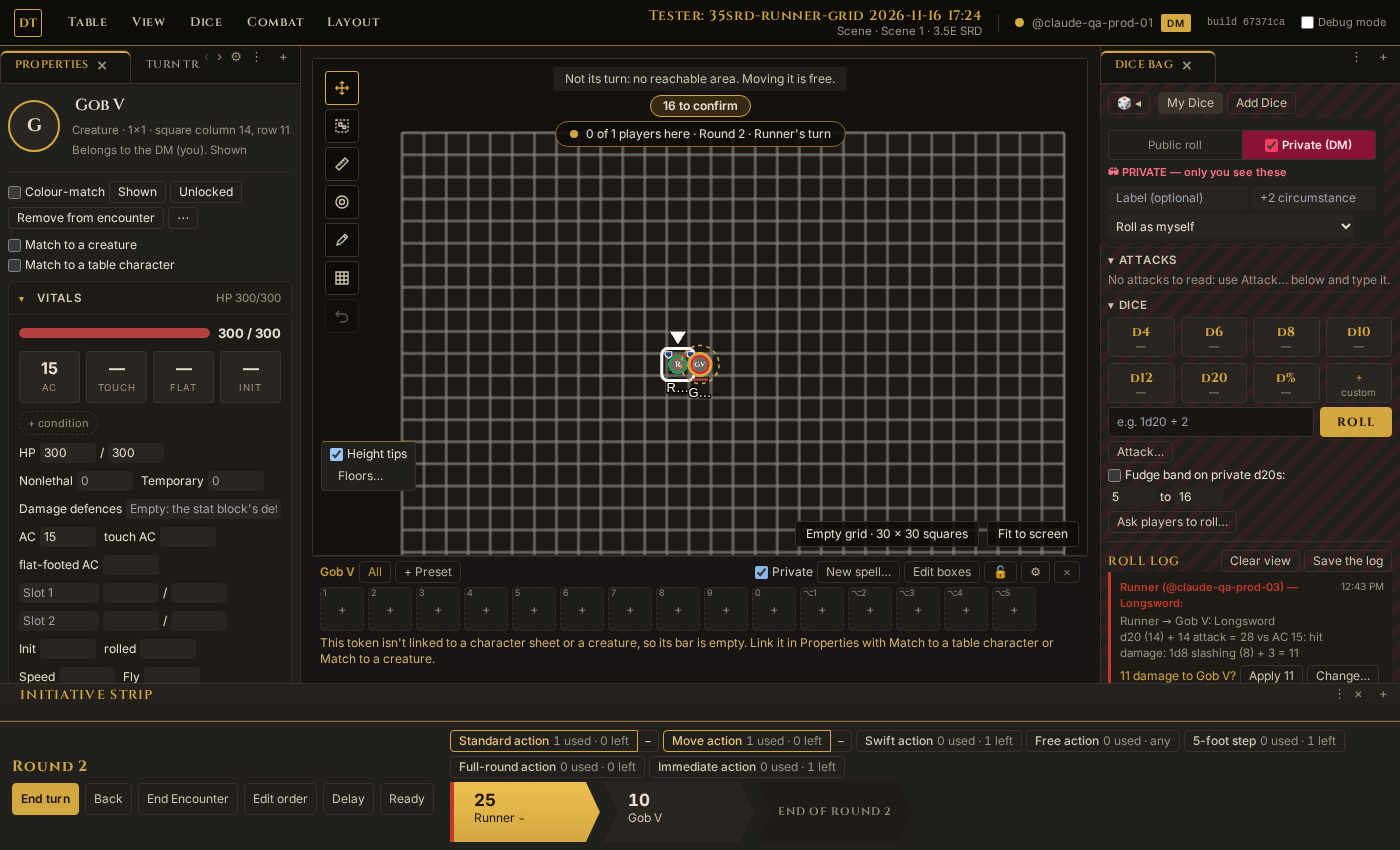 DT
TABLE VIEW DICE COMBAT LAYOUT
TESTER: 35SRD-RUNNER-GRID 2026-11-16 17:24
Scene · Scene 1 · 3.5E SRD
@claude-qa-prod-01 DM
build 67371ca
Debug mode
PROPERTIES ×
TURN TR
G
GOB V
Creature · 1×1 · square column 14, row 11
Belongs to the DM (you). Shown
Colour-match Shown Unlocked
Remove from encounter ⋯
Match to a creature
Match to a table character
▾ VITALS HP 300/300
300 / 300
15 — — —
AC TOUCH FLAT INIT
+ condition
HP 300 / 300
Nonlethal 0 Temporary 0
Damage defences Empty: the stat block's def
AC 15 touch AC
flat-footed AC
Slot 1 /
Slot 2 /
Init rolled
Speed Fly
Not its turn: no reachable area. Moving it is free.
16 to confirm
0 of 1 players here · Round 2 · Runner's turn
R…
GV
G…
Height tips
Floors…
Empty grid · 30 × 30 squares
Fit to screen
Gob V All + Preset
Private New spell… Edit boxes ×
1 2 3 4 5 6 7 8 9 0 ⌥1 ⌥2 ⌥3 ⌥4 ⌥5
+ + + + + + + + + + + + + + +
This token isn't linked to a character sheet or a creature, so its bar is empty. Link it in Properties with Match to a table character or
Match to a creature.
DICE BAG ×
My Dice Add Dice
Public roll Private (DM)
PRIVATE — only you see these
Label (optional) +2 circumstance
Roll as myself
▾ ATTACKS
No attacks to read: use Attack… below and type it.
▾ DICE
D4 D6 D8 D10
— — — —
D12 D20 D% +
— — — custom
e.g. 1d20 + 2 ROLL
Attack…
Fudge band on private d20s:
5 to 16
Ask players to roll…
ROLL LOG Clear view Save the log
Runner (@claude-qa-prod-03) — 12:43 PM
Longsword:
Runner → Gob V: Longsword
d20 (14) + 14 attack = 28 vs AC 15: hit
damage: 1d8 slashing (8) + 3 = 11
11 damage to Gob V? Apply 11 Change…
INITIATIVE STRIP
Standard action 1 used · 0 left – Move action 1 used · 0 left – Swift action 0 used · 1 left Free action 0 used · any 5-foot step 0 used · 1 left
Full-round action 0 used · 0 left Immediate action 0 used · 1 left
ROUND 2
End turn Back End Encounter Edit order Delay Ready
25
Runner
10
Gob V
END OF ROUND 2